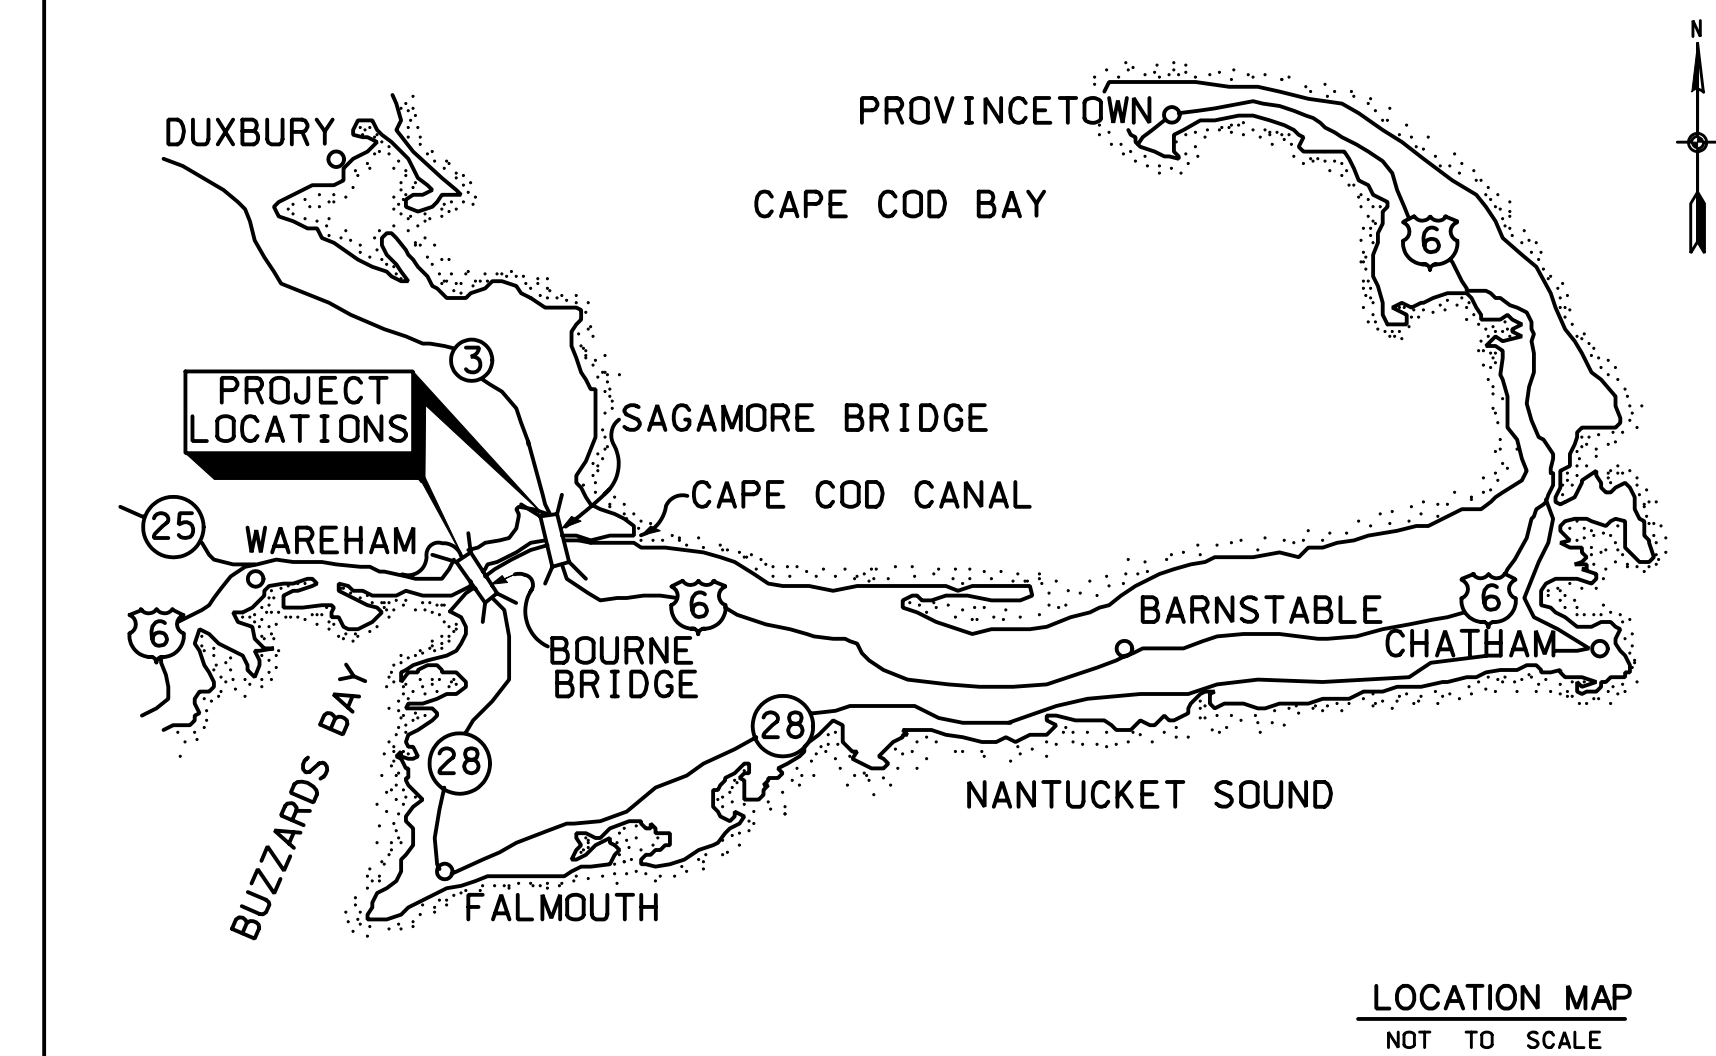 N
PROVINCETOWN
DUXBURY
CAPE COD BAY
6
3
PROJECT
LOCATIONS
SAGAMORE BRIDGE
CAPE COD CANAL
25
WAREHAM
6
6
BARNSTABLE
6
CHATHAM
BOURNE
BRIDGE
BUZZARDS BAY
28
28
NANTUCKET SOUND
FALMOUTH
LOCATION MAP
NOT TO SCALE